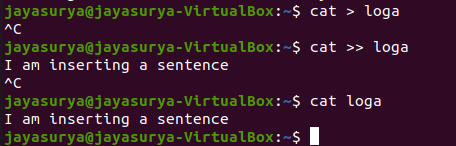 jayasurya@jayasurya-VirtualBox:~$ cat > loga
^C
jayasurya@jayasurya-VirtualBox:~$ cat >> loga
I am inserting a sentence
^C
jayasurya@jayasurya-VirtualBox:~$ cat loga
I am inserting a sentence
jayasurya@jayasurya-VirtualBox:~$